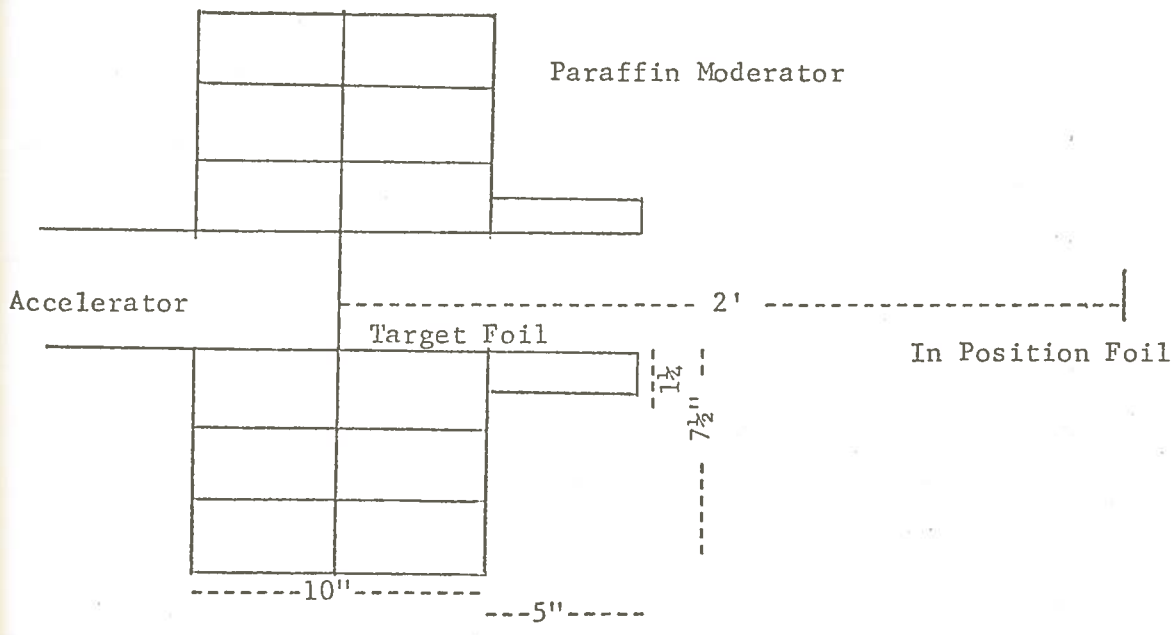 Paraffin Moderator
Accelerator
2'
Target Foil
In Position Foil
1¼
7½"
10"
5"